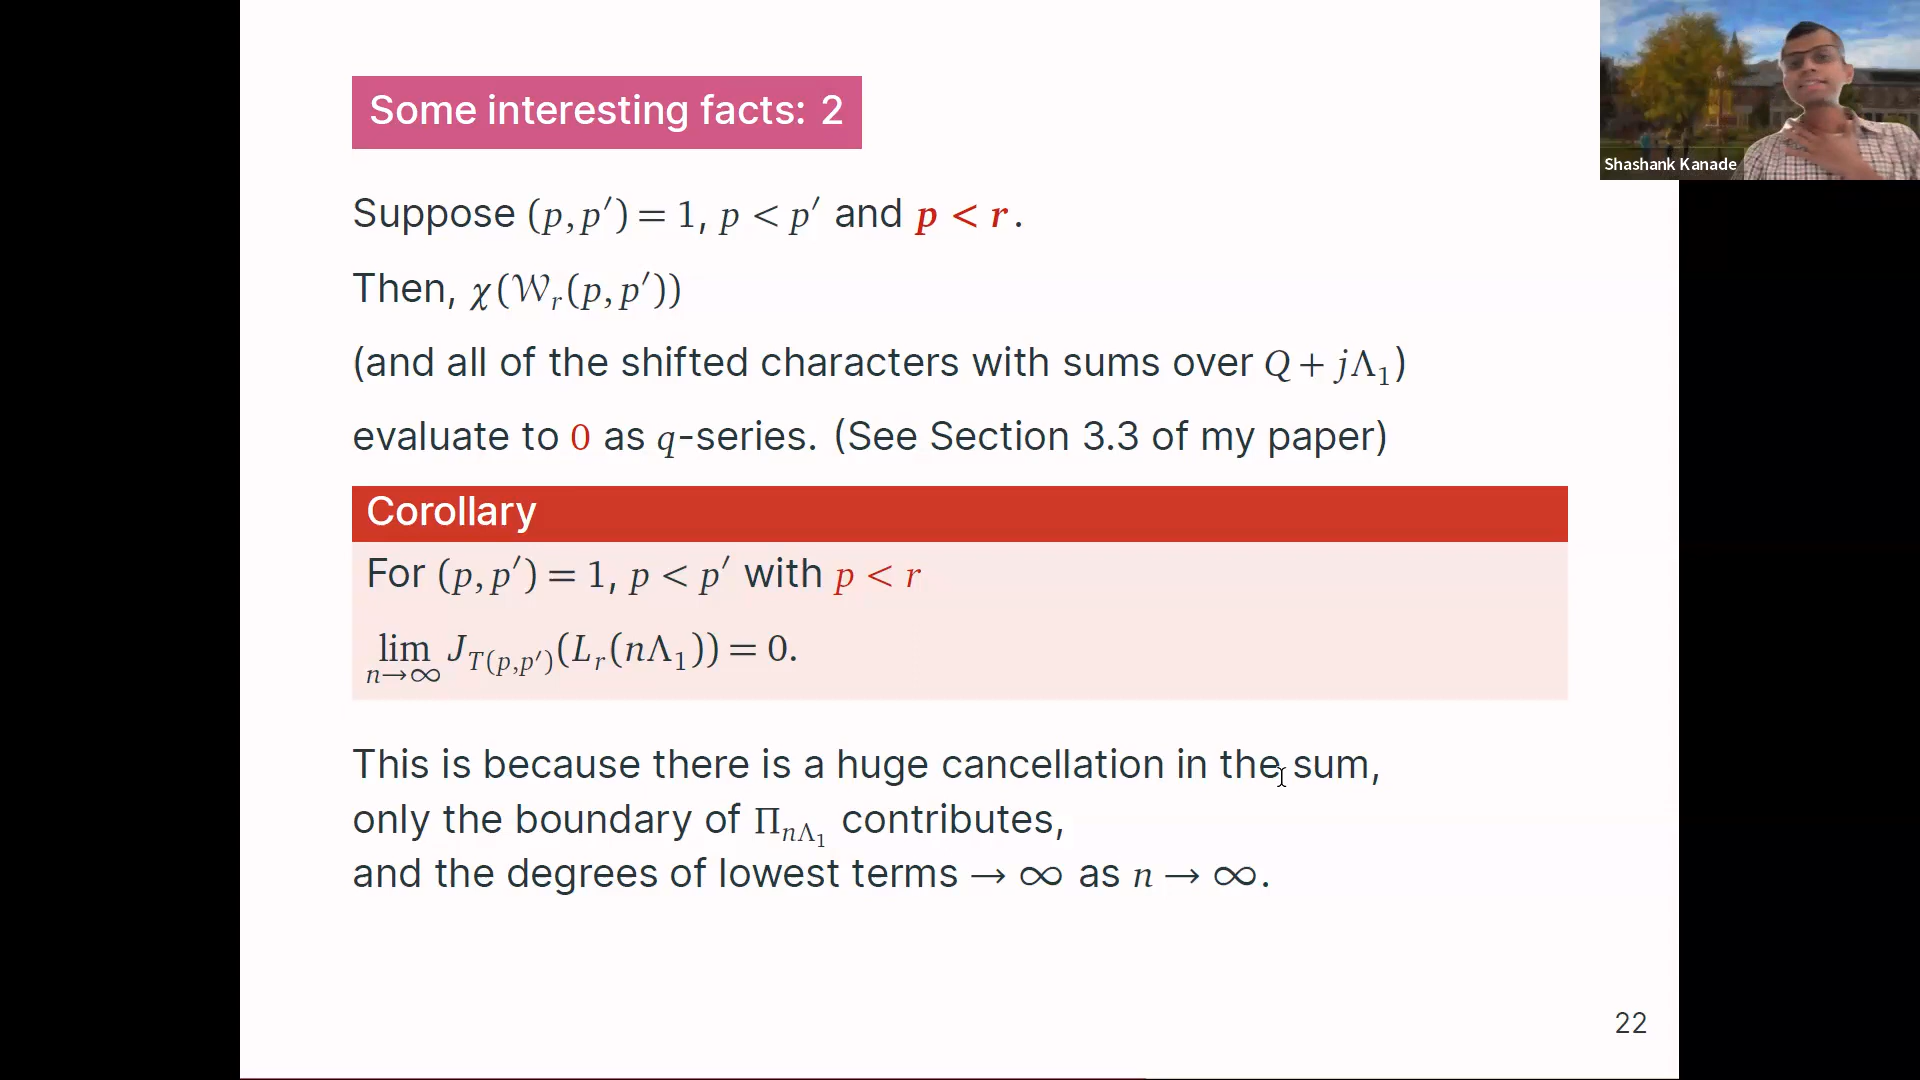 Some interesting facts: 2
Shashank Kanade
Suppose (p, p′) = 1, p < p′ and p < r.
Then, χ(𝒲_r(p, p′))
(and all of the shifted characters with sums over Q + jΛ_1)
evaluate to 0 as q-series. (See Section 3.3 of my paper)
Corollary
For (p, p′) = 1, p < p′ with p < r
lim_{n→∞} J_{T(p,p′)}(L_r(nΛ_1)) = 0.
This is because there is a huge cancellation in the sum,
only the boundary of Π_{nΛ_1} contributes,
and the degrees of lowest terms → ∞ as n → ∞.
22